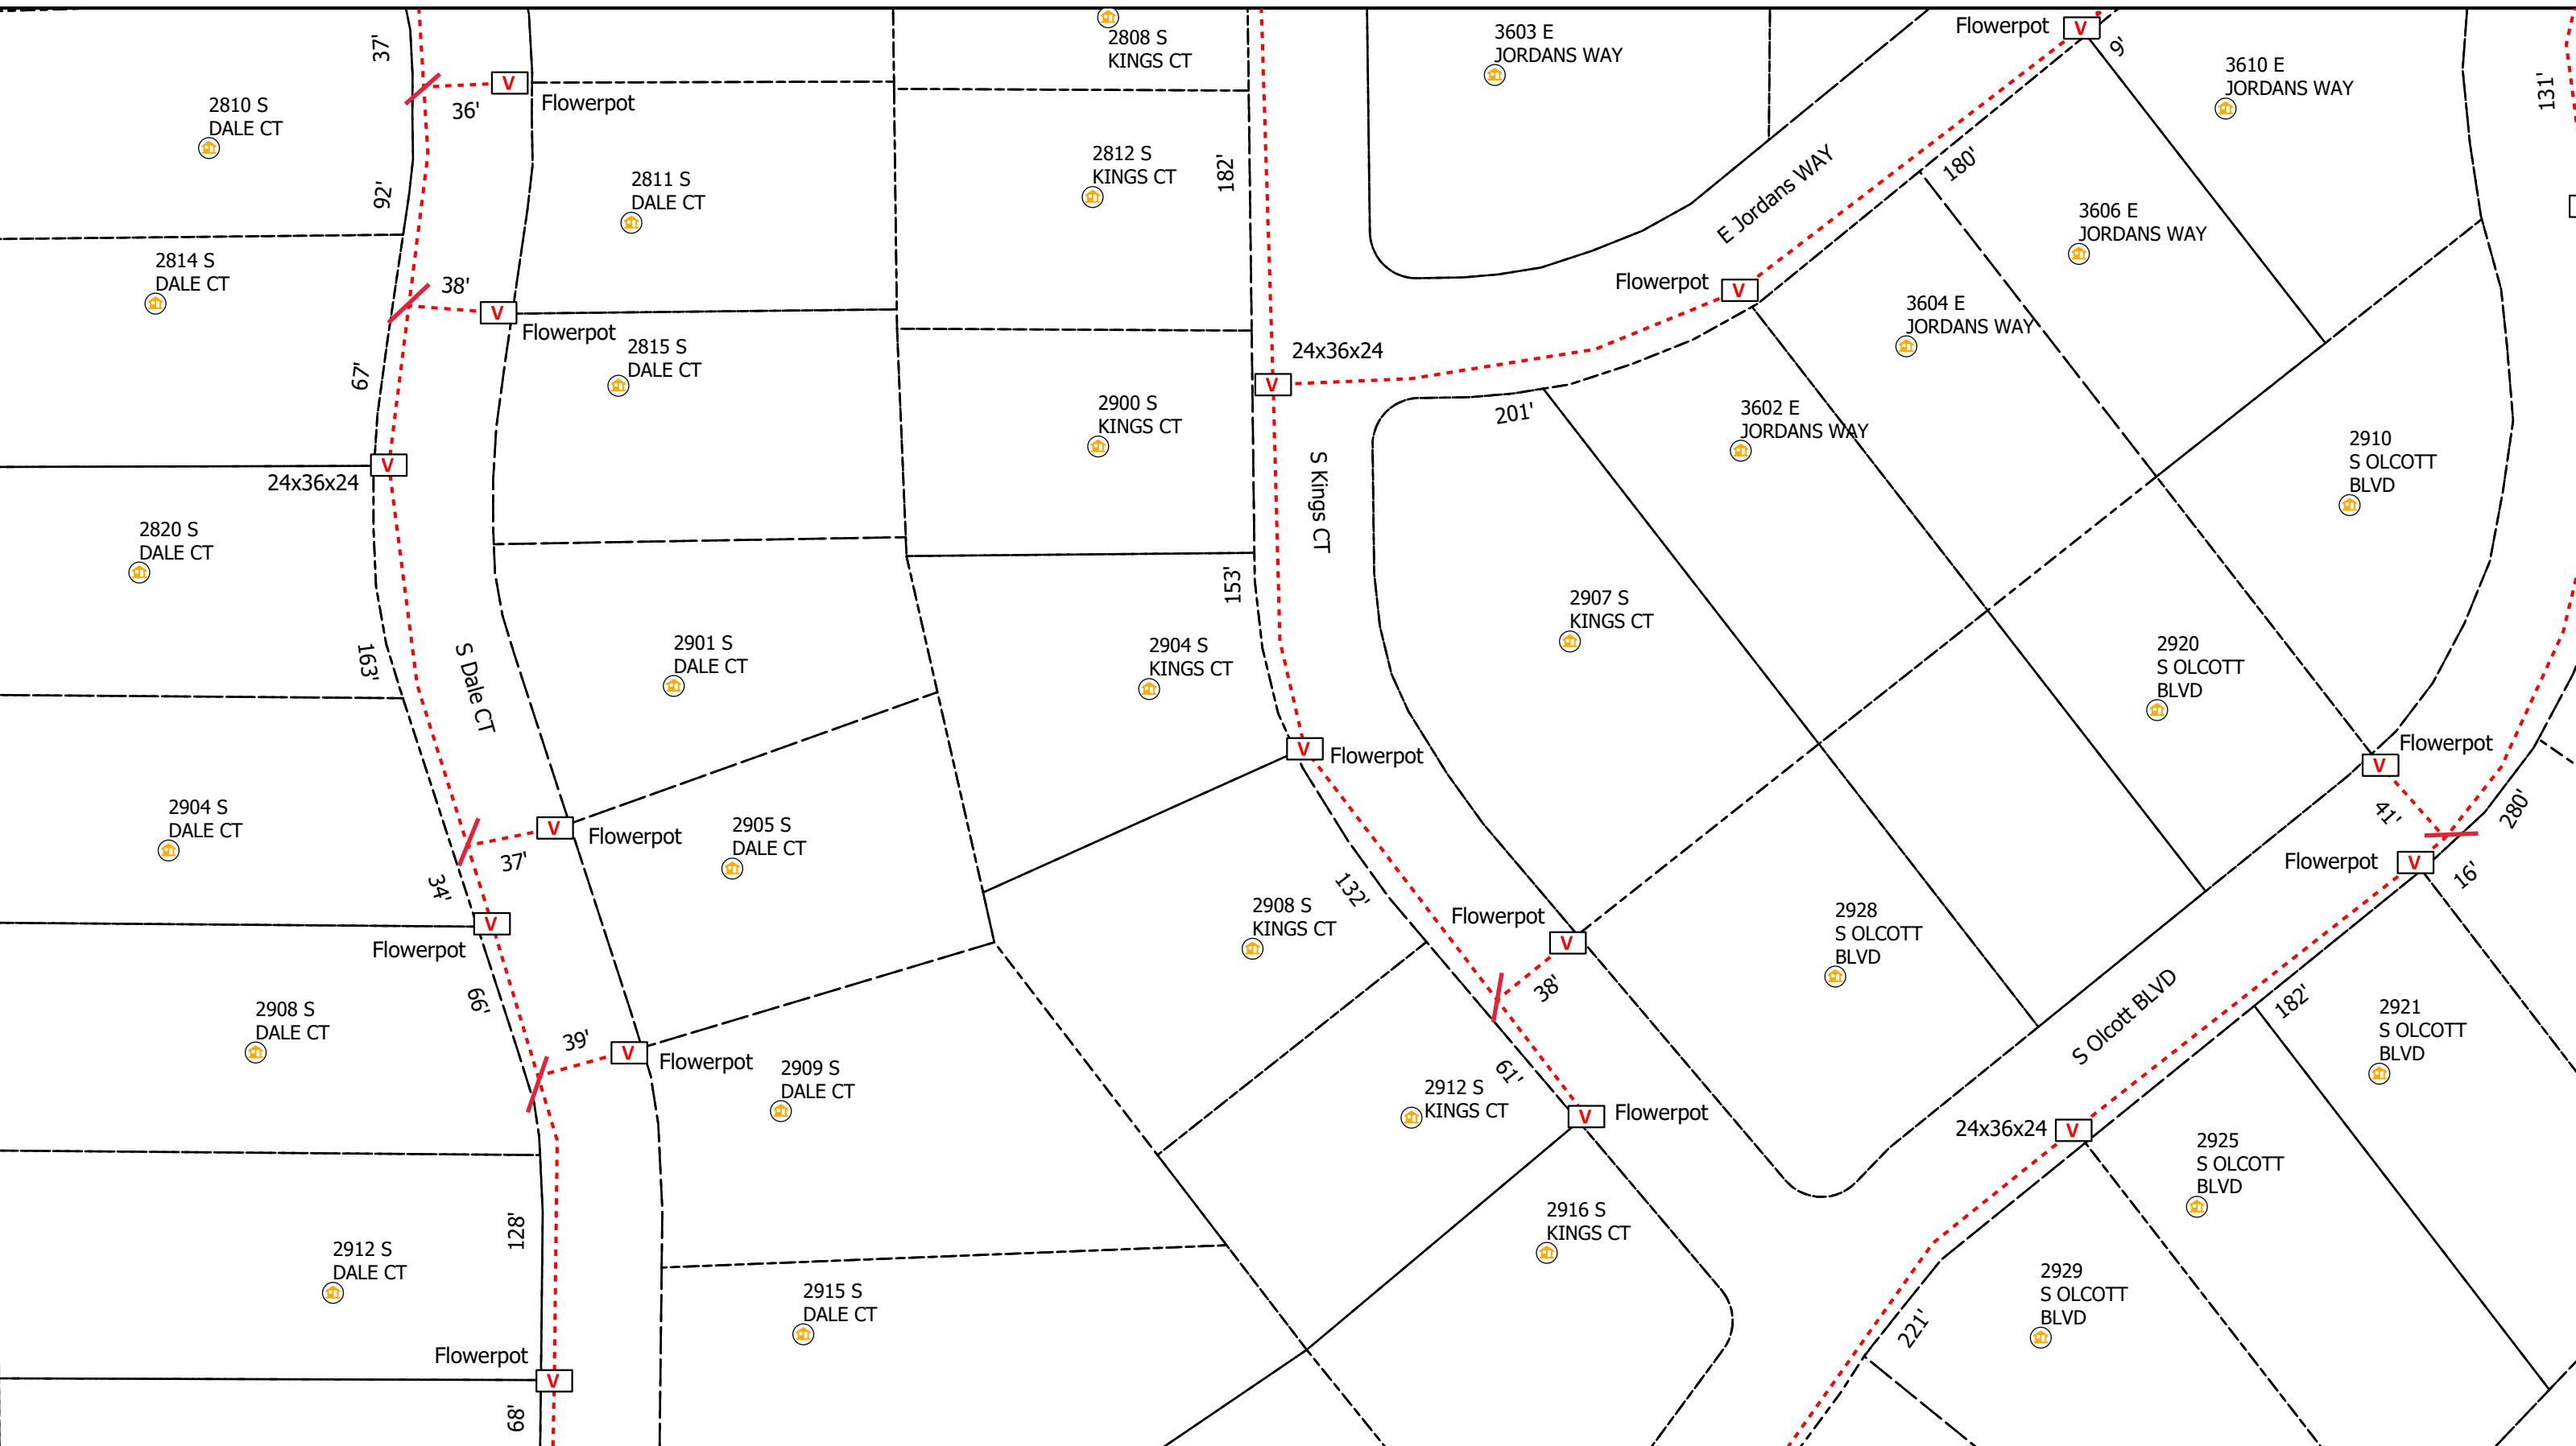 37'
V
36'
Flowerpot
2810 S
DALE CT
92'
2811 S
DALE CT
2808 S
KINGS CT
2812 S
KINGS CT
182'
3603 E
JORDANS WAY
E Jordans WAY
Flowerpot
V
9'
3610 E
JORDANS WAY
131'
180'
3606 E
JORDANS WAY
2814 S
DALE CT
38'
V
Flowerpot
67'
2815 S
DALE CT
24x36x24
V
Flowerpot
V
3604 E
JORDANS WAY
201'
3602 E
JORDANS WAY
2900 S
KINGS CT
S Kings CT
2910
S OLCOTT
BLVD
V
24x36x24
2820 S
DALE CT
163'
S Dale CT
2901 S
DALE CT
153'
2904 S
KINGS CT
2907 S
KINGS CT
2920
S OLCOTT
BLVD
V
Flowerpot
V
Flowerpot
41'
280'
2904 S
DALE CT
V
Flowerpot
37'
34'
2905 S
DALE CT
132'
2908 S
KINGS CT
Flowerpot
V
38'
2928
S OLCOTT
BLVD
Flowerpot
V
16'
V
Flowerpot
66'
2908 S
DALE CT
39'
V
Flowerpot
2909 S
DALE CT
61'
2912 S
KINGS CT
V
Flowerpot
S Olcott BLVD
182'
2921
S OLCOTT
BLVD
24x36x24
V
2925
S OLCOTT
BLVD
128'
2912 S
DALE CT
2915 S
DALE CT
2916 S
KINGS CT
2929
S OLCOTT
BLVD
221'
Flowerpot
V
68'